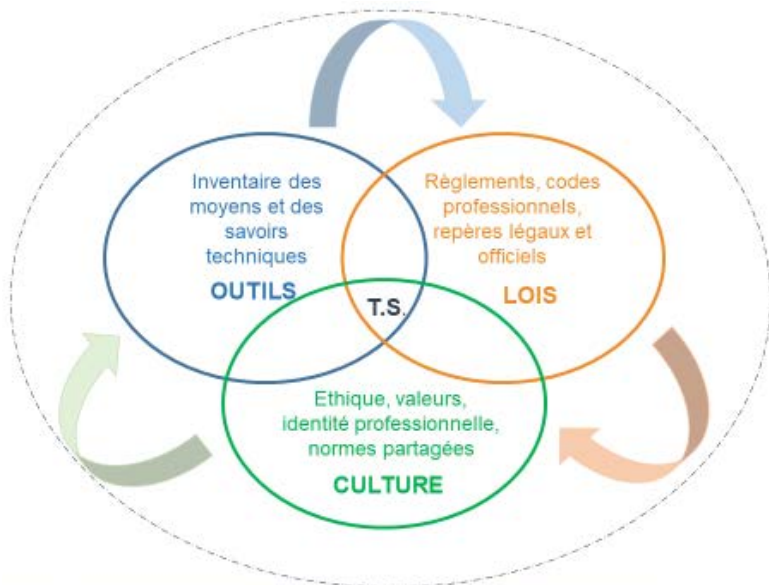 Inventaire des
moyens et des
savoirs
techniques
OUTILS
Règlements, codes
professionnels,
repères légaux et
officiels
LOIS
T.S.
Ethique, valeurs,
identité professionnelle,
normes partagées
CULTURE